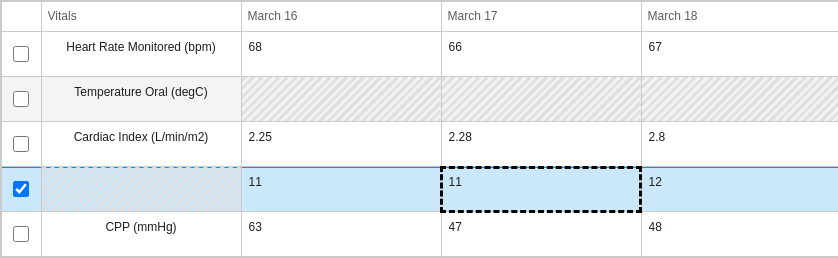 Vitals March 16 March 17 March 18
Heart Rate Monitored (bpm) 68 66 67
Temperature Oral (degC)
Cardiac Index (L/min/m2) 2.25 2.28 2.8
11 11 12
CPP (mmHg) 63 47 48